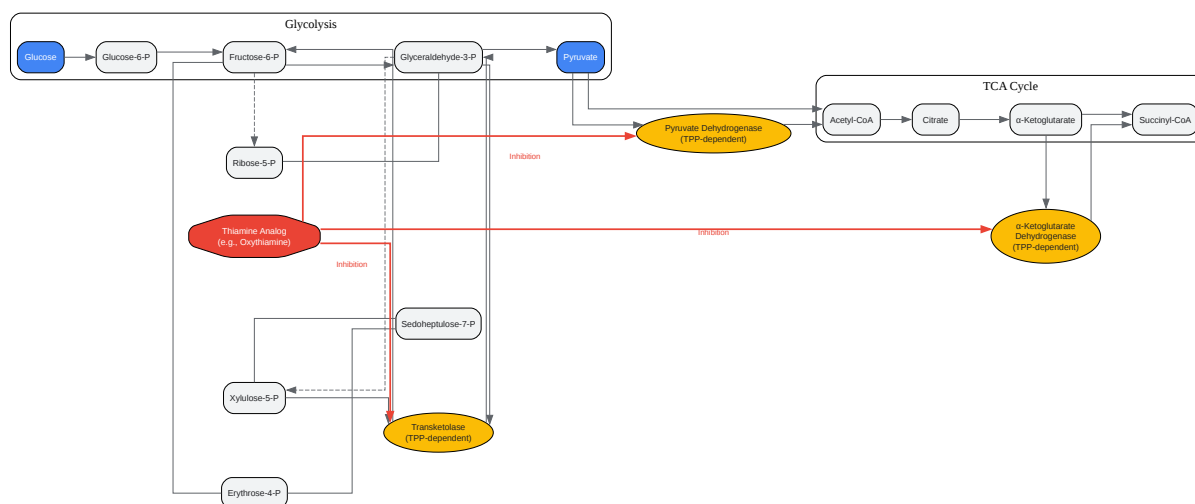 Glycolysis
Glucose
Glucose-6-P
Fructose-6-P
Glyceraldehyde-3-P
Pyruvate
TCA Cycle
Acetyl-CoA
Citrate
α-Ketoglutarate
Succinyl-CoA
Pyruvate Dehydrogenase
(TPP-dependent)
Inhibition
Ribose-5-P
Thiamine Analog
(e.g., Oxythiamine)
Inhibition
α-Ketoglutarate
Dehydrogenase
(TPP-dependent)
Inhibition
Sedoheptulose-7-P
Xylulose-5-P
Transketolase
(TPP-dependent)
Erythrose-4-P